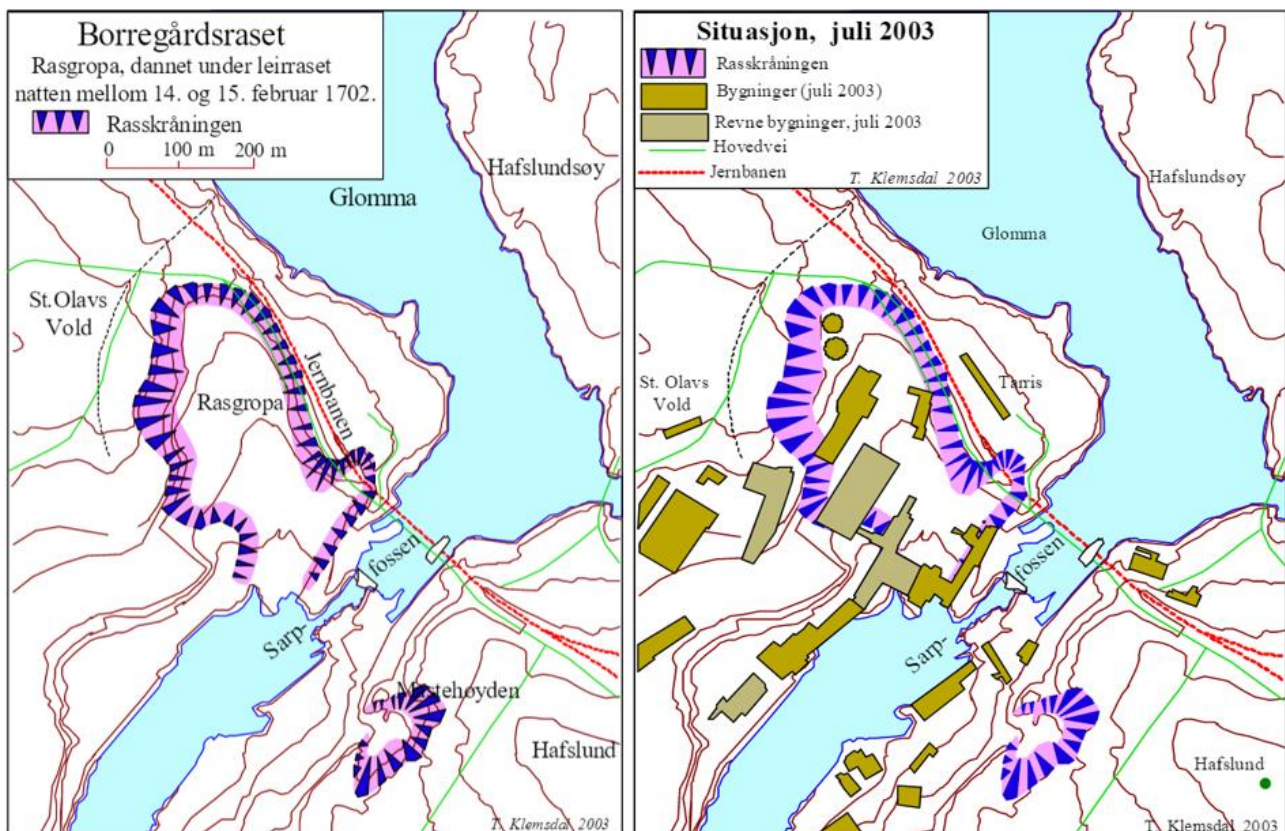 Borregårdsraset
Rasgropa, dannet under leirraset
natten mellom 14. og 15. februar 1702.
Rasskråningen
0 100 m 200 m
Hafslundsøy
Glomma
St.Olavs
Vold
Jernbanen
Rasgropa
fossen
Sarp-
Mastehøyden
Hafslund
T. Klemsdal 2003
Situasjon, juli 2003
Rasskråningen
Bygninger (juli 2003)
Revne bygninger, juli 2003
Hovedvei
Jernbanen
T. Klemsdal 2003
Hafslundsøy
Glomma
Tarris
St. Olavs
Vold
fossen
Sarp-
Hafslund
T. Klemsdal 2003